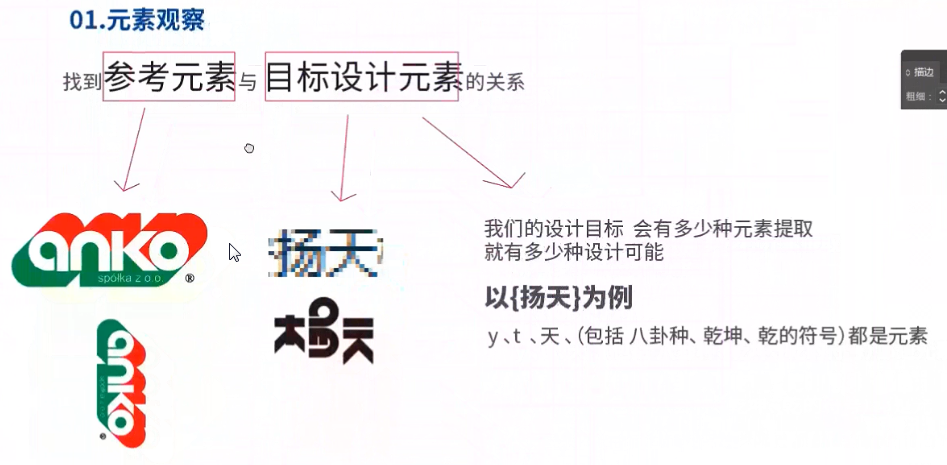 01.元素观察
找到参考元素与 目标设计元素的关系
描边
粗细：
anko
spółka z o.o. ®
扬天
我们的设计目标 会有多少种元素提取
就有多少种设计可能
以{扬天}为例
y、t 、天、(包括 八卦种、乾坤、乾的符号)都是元素
anko
®